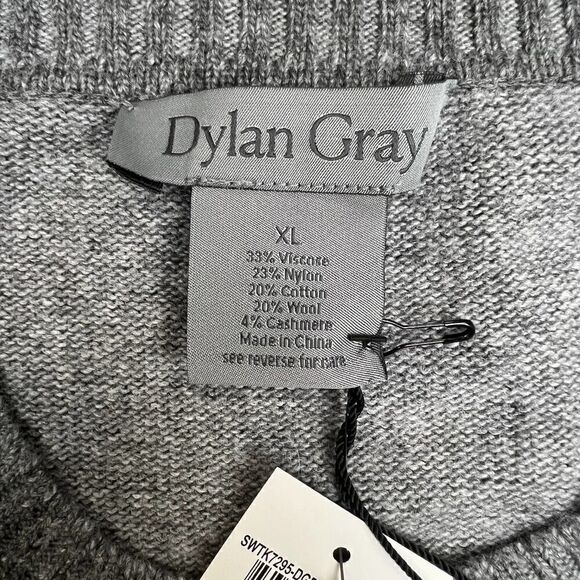 Dylan Gray
XL
33% Viscose
23% Nylon
20% Cotton
20% Wool
4% Cashmere
Made in China
see reverse for care